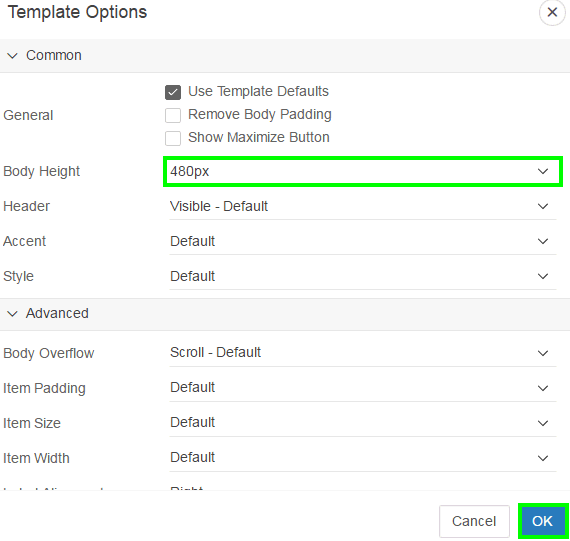 Template Options
Common
General
Use Template Defaults
Remove Body Padding
Show Maximize Button
Body Height 480px
Header Visible - Default
Accent Default
Style Default
Advanced
Body Overflow Scroll - Default
Item Padding Default
Item Size Default
Item Width Default
Cancel OK